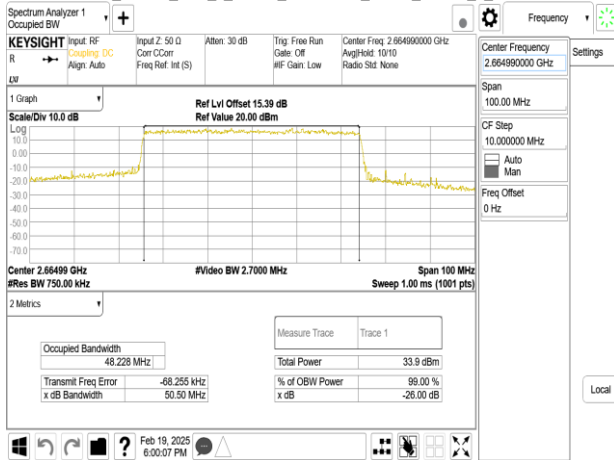 Spectrum Analyzer 1
Occupied BW
Frequency
KEYSIGHT
R
LXI
Input: RF
Coupling: DC
Align: Auto
Input Z: 50 Ω
Corr CCorr
Freq Ref: Int (S)
Atten: 30 dB
Trig: Free Run
Gate: Off
#IF Gain: Low
Center Freq: 2.664990000 GHz
Avg|Hold: 10/10
Radio Std: None
Center Frequency
2.664990000 GHz
Settings
Span
100.00 MHz
CF Step
10.000000 MHz
Auto
Man
Freq Offset
0 Hz
Local
1 Graph
Scale/Div 10.0 dB
Ref Lvl Offset 15.39 dB
Ref Value 20.00 dBm
Log
10.0
0.00
-10.0
-20.0
-30.0
-40.0
-50.0
-60.0
-70.0
Center 2.66499 GHz
#Video BW 2.7000 MHz
Span 100 MHz
#Res BW 750.00 kHz
Sweep 1.00 ms (1001 pts)
2 Metrics
Measure Trace
Trace 1
Occupied Bandwidth
48.228 MHz
Total Power
33.9 dBm
Transmit Freq Error
-68.255 kHz
% of OBW Power
99.00 %
x dB Bandwidth
50.50 MHz
x dB
-26.00 dB
?
Feb 19, 2025
6:00:07 PM